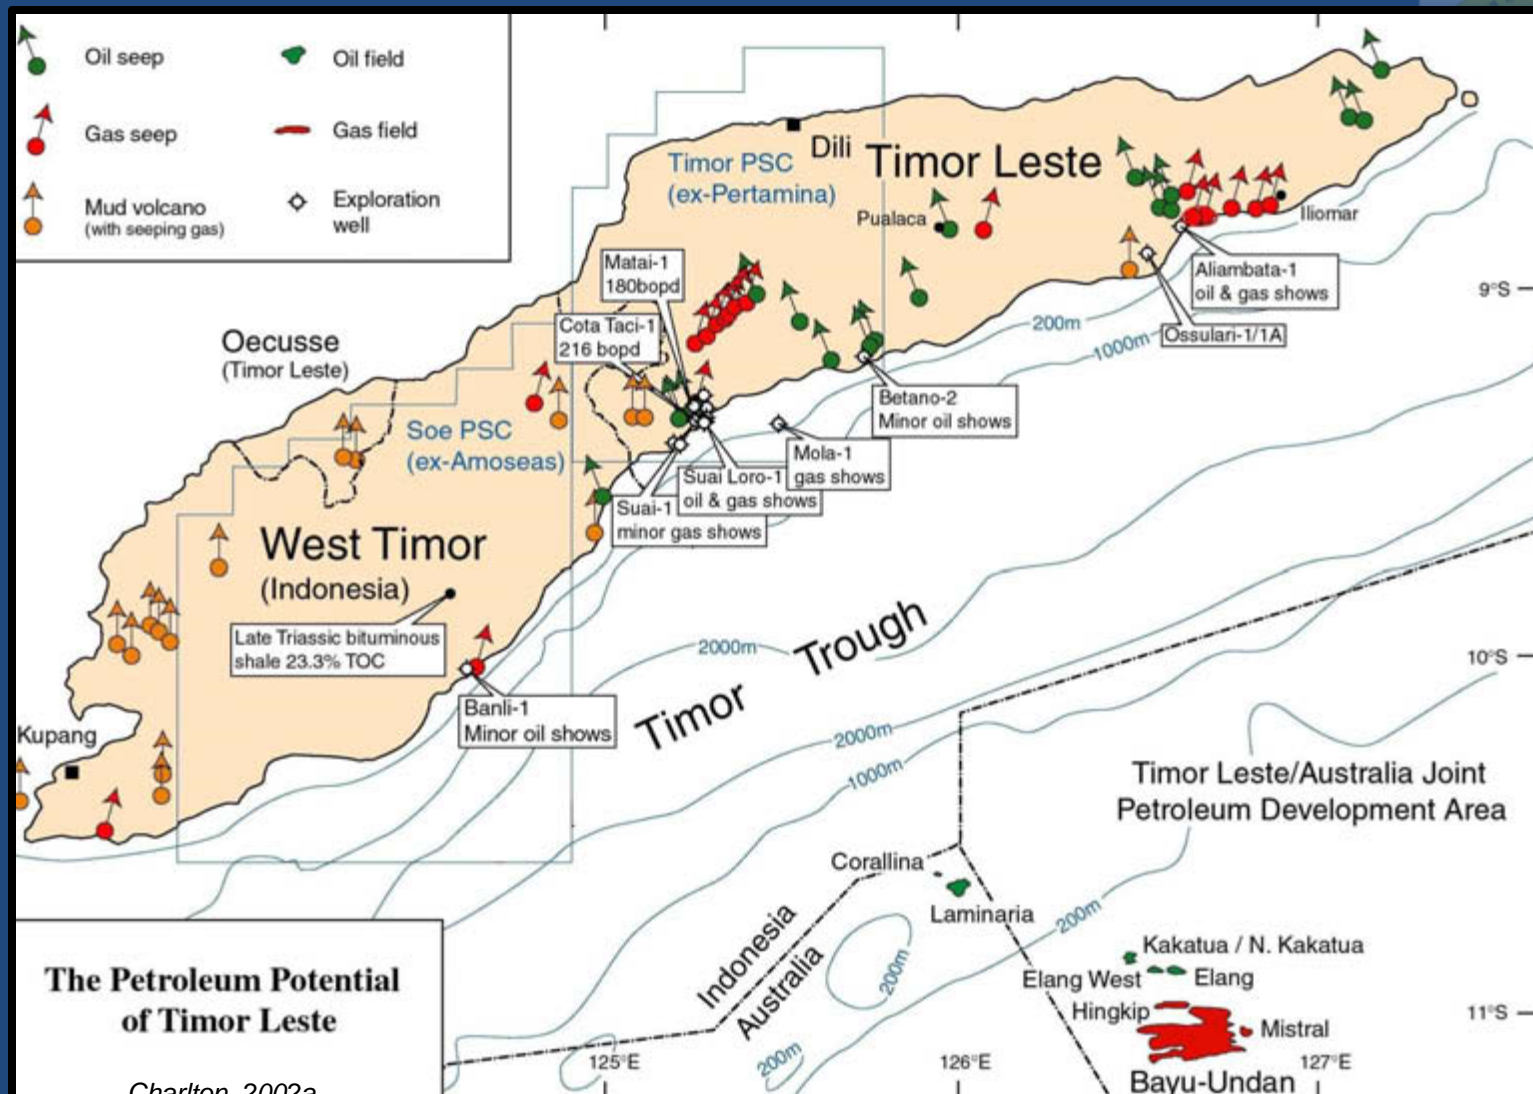 Oil seep
Oil field
Gas seep
Gas field
Mud volcano
(with seeping gas)
Exploration
well
Dili
Timor Leste
Timor PSC
(ex-Pertamina)
Pualaca
Iliomar
Matai-1
180bopd
Aliambata-1
oil & gas shows
9°S
Cota Taci-1
216 bopd
200m
1000m
Ossulari-1/1A
Oecusse
(Timor Leste)
Betano-2
Minor oil shows
Soe PSC
(ex-Amoseas)
Mola-1
gas shows
Suai Loro-1
oil & gas shows
Suai-1
minor gas shows
West Timor
(Indonesia)
Late Triassic bituminous
shale 23.3% TOC
2000m
Timor Trough
10°S
Banli-1
Minor oil shows
Kupang
2000m
1000m
Timor Leste/Australia Joint
Petroleum Development Area
Corallina
Laminaria
200m
Indonesia
Australia
200m
Kakatua / N. Kakatua
Elang West
Elang
Hingkip
Mistral
11°S
The Petroleum Potential
of Timor Leste
200m
125°E
126°E
127°E
Bayu-Undan
Charlton, 2002a